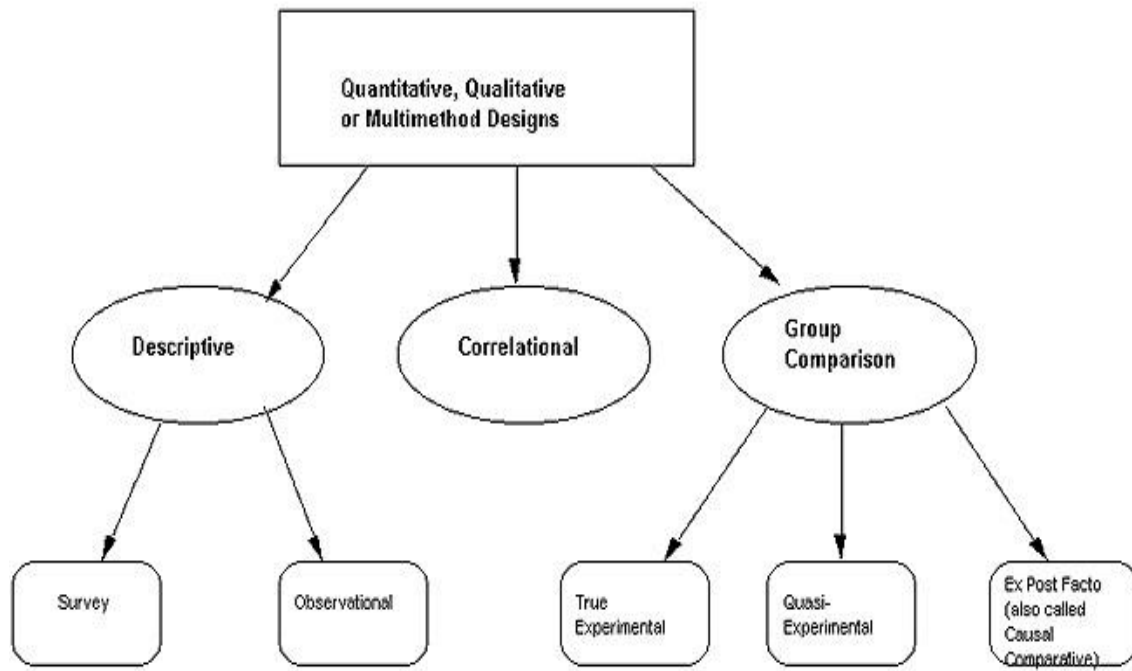 Quantitative, Qualitative
or Multimethod Designs
Descriptive
Correlational
Group
Comparison
Survey
Observational
True
Experimental
Quasi-
Experimental
Ex Post Facto
(also called
Causal
Comparative)